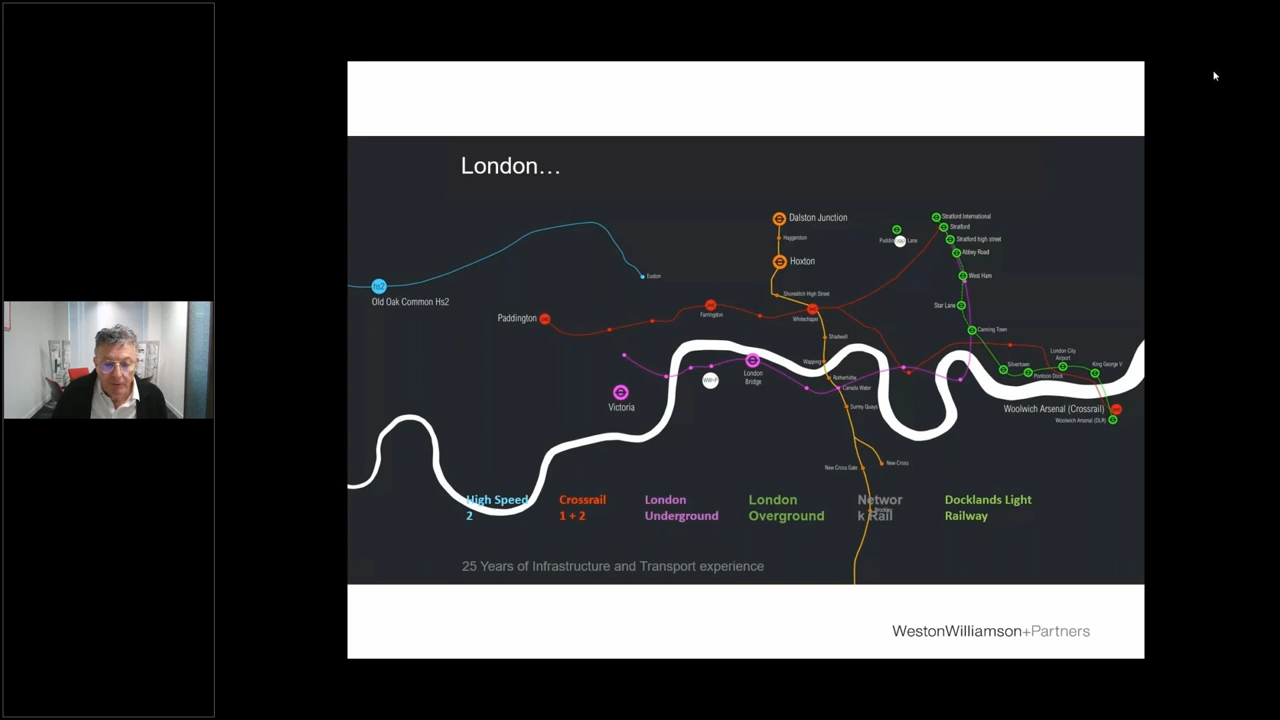 London…
Dalston Junction
Haggerston
Hoxton
Shoreditch High Street
Whitechapel
Shadwell
Wapping
Rotherhithe
Canada Water
Surrey Quays
New Cross Gate
New Cross
Brockley
Stratford International
Stratford
Stratford high street
Abbey Road
West Ham
Star Lane
Canning Town
Silvertown
Pontoon Dock
London City
Airport
King George V
Woolwich Arsenal (Crossrail)
Woolwich Arsenal (DLR)
hs2
Old Oak Common Hs2
Euston
Paddington
Farringdon
London
Bridge
WW+P
Victoria
High Speed
2
Crossrail
1 + 2
London
Underground
London
Overground
Networ
k Rail
Docklands Light
Railway
25 Years of Infrastructure and Transport experience
WestonWilliamson+Partners